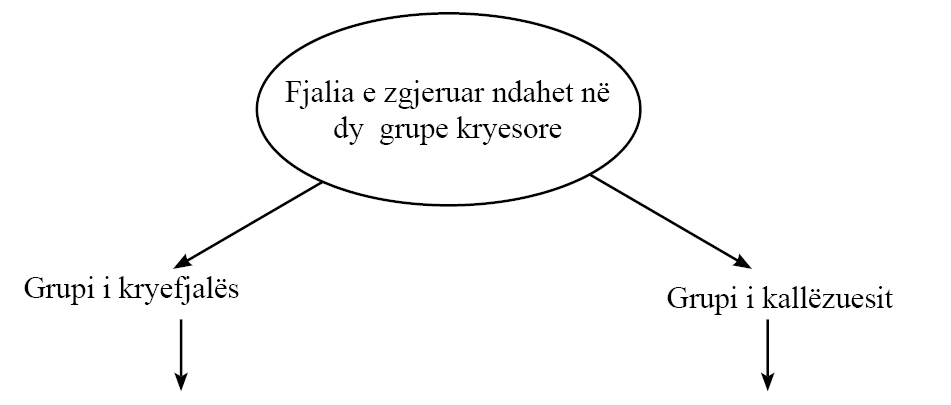 Fjalia e zgjeruar ndahet në
dy grupe kryesore
Grupi i kryefjalës
Grupi i kallëzuesit